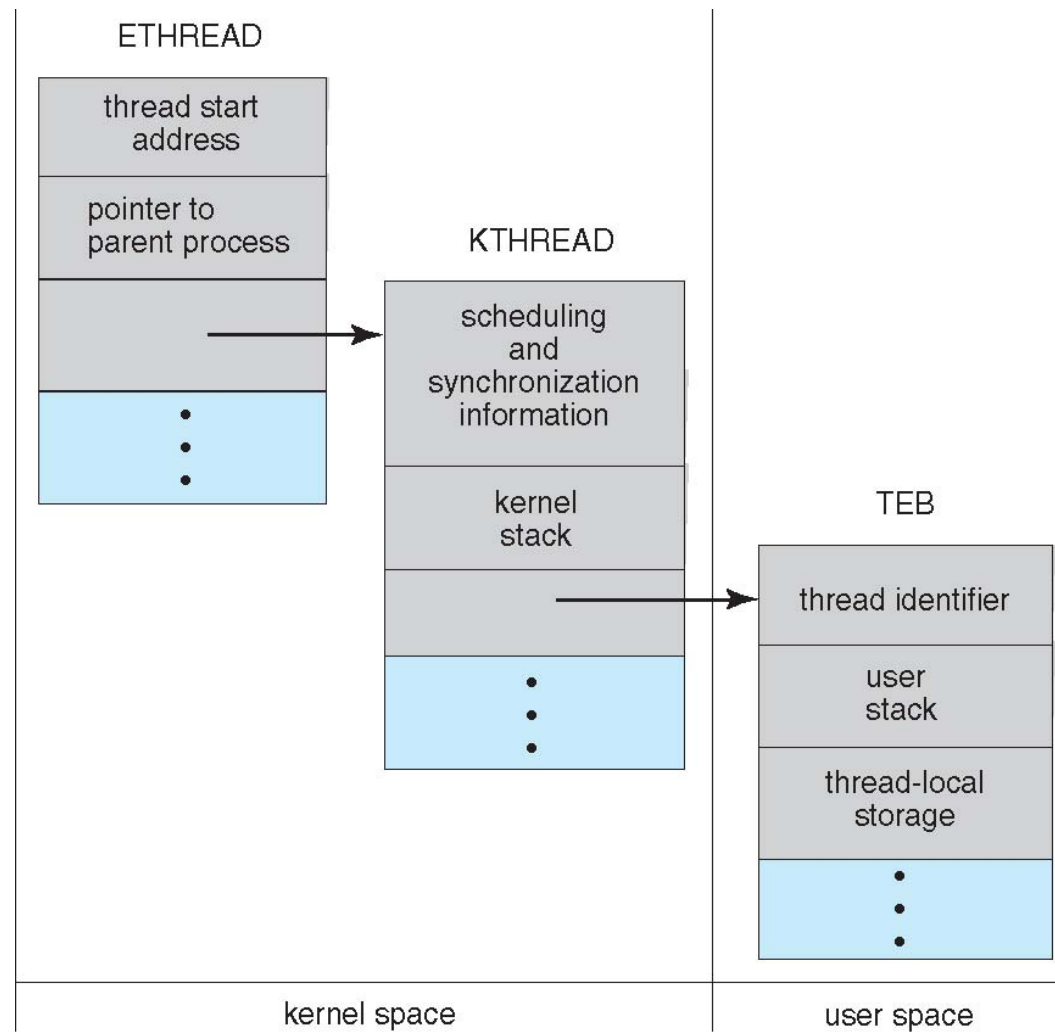 ETHREAD
thread start
address
pointer to
parent process
KTHREAD
scheduling
and
synchronization
information
kernel
stack
TEB
thread identifier
user
stack
thread-local
storage
kernel space
user space